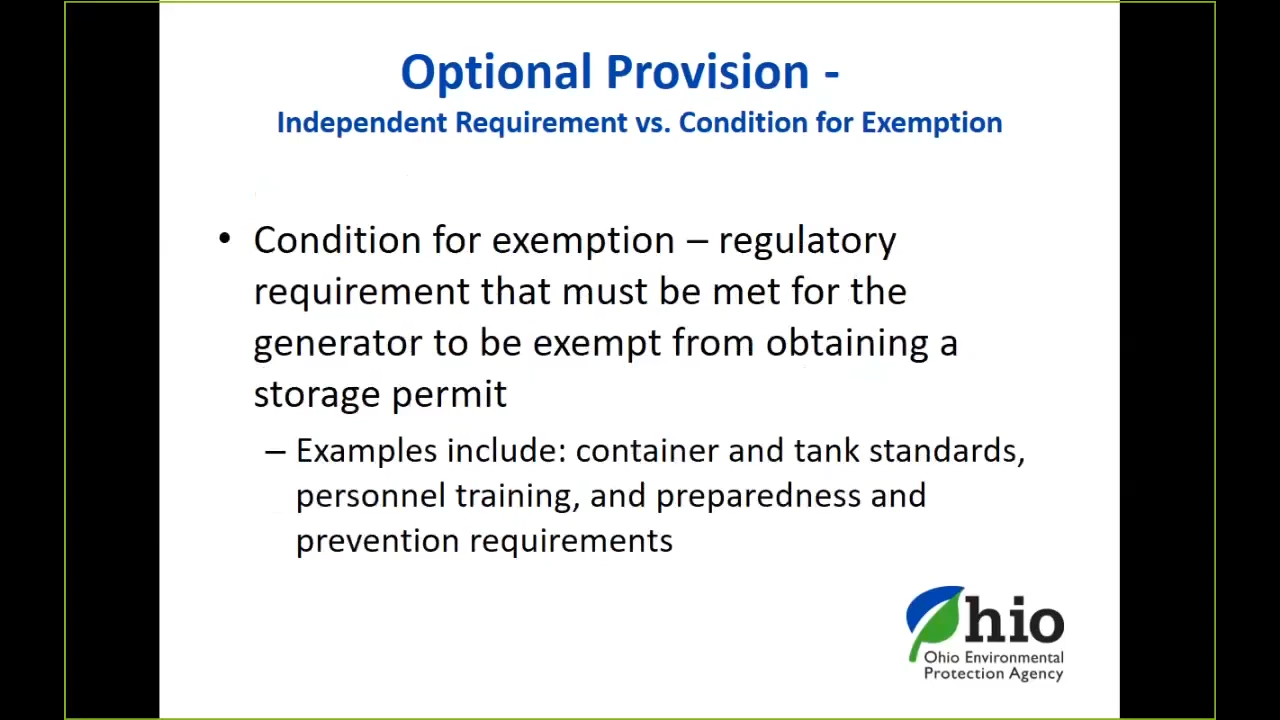 Optional Provision -
Independent Requirement vs. Condition for Exemption
• Condition for exemption – regulatory
requirement that must be met for the
generator to be exempt from obtaining a
storage permit
– Examples include: container and tank standards,
personnel training, and preparedness and
prevention requirements
Ohio
Ohio Environmental
Protection Agency